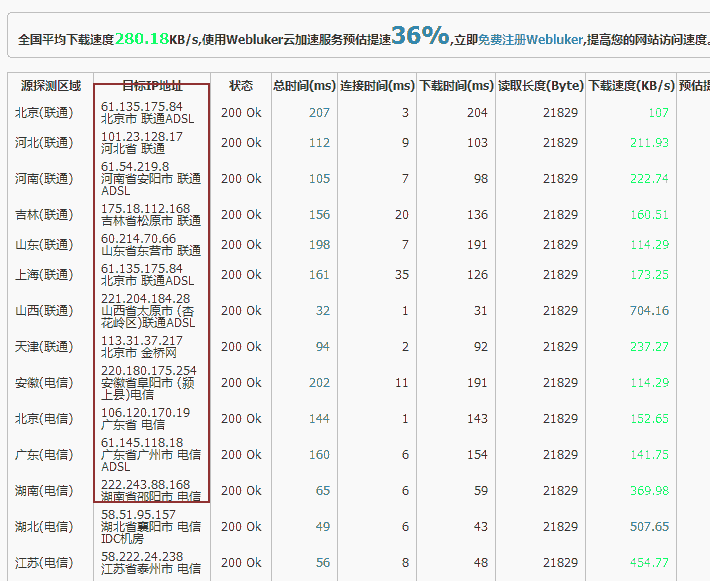 全国平均下载速度280.18KB/s,使用Webluker云加速服务预估提速36%,立即免费注册Webluker,提高您的网站访问速度。
源探测区域 目标IP地址 状态 总时间(ms) 连接时间(ms) 下载时间(ms) 读取长度(Byte) 下载速度(KB/s) 预估提
北京(联通) 61.135.175.84 200 Ok 207 3 204 21829 107
北京市 联通ADSL
河北(联通) 101.23.128.17 200 Ok 112 9 103 21829 211.93
河北省 联通
河南(联通) 61.54.219.8 200 Ok 105 7 98 21829 222.74
河南省安阳市 联通
ADSL
吉林(联通) 175.18.112.168 200 Ok 156 20 136 21829 160.51
吉林省松原市 联通
山东(联通) 60.214.70.66 200 Ok 198 7 191 21829 114.29
山东省东营市 联通
上海(联通) 61.135.175.84 200 Ok 161 35 126 21829 173.25
北京市 联通ADSL
山西(联通) 221.204.184.28 200 Ok 32 1 31 21829 704.16
山西省太原市 (杏
花岭区)联通ADSL
天津(联通) 113.31.37.217 200 Ok 94 2 92 21829 237.27
北京市 金桥网
安徽(电信) 220.180.175.254 200 Ok 202 11 191 21829 114.29
安徽省阜阳市 (颍
上县)电信
北京(电信) 106.120.170.19 200 Ok 144 1 143 21829 152.65
广东省 电信
广东(电信) 61.145.118.18 200 Ok 160 6 154 21829 141.75
广东省广州市 电信
ADSL
湖南(电信) 222.243.88.168 200 Ok 65 6 59 21829 369.98
湖南省邵阳市 电信
湖北(电信) 58.51.95.157 200 Ok 49 6 43 21829 507.65
湖北省襄阳市 电信
IDC机房
江苏(电信) 58.222.24.238 200 Ok 56 8 48 21829 454.77
江苏省泰州市 电信